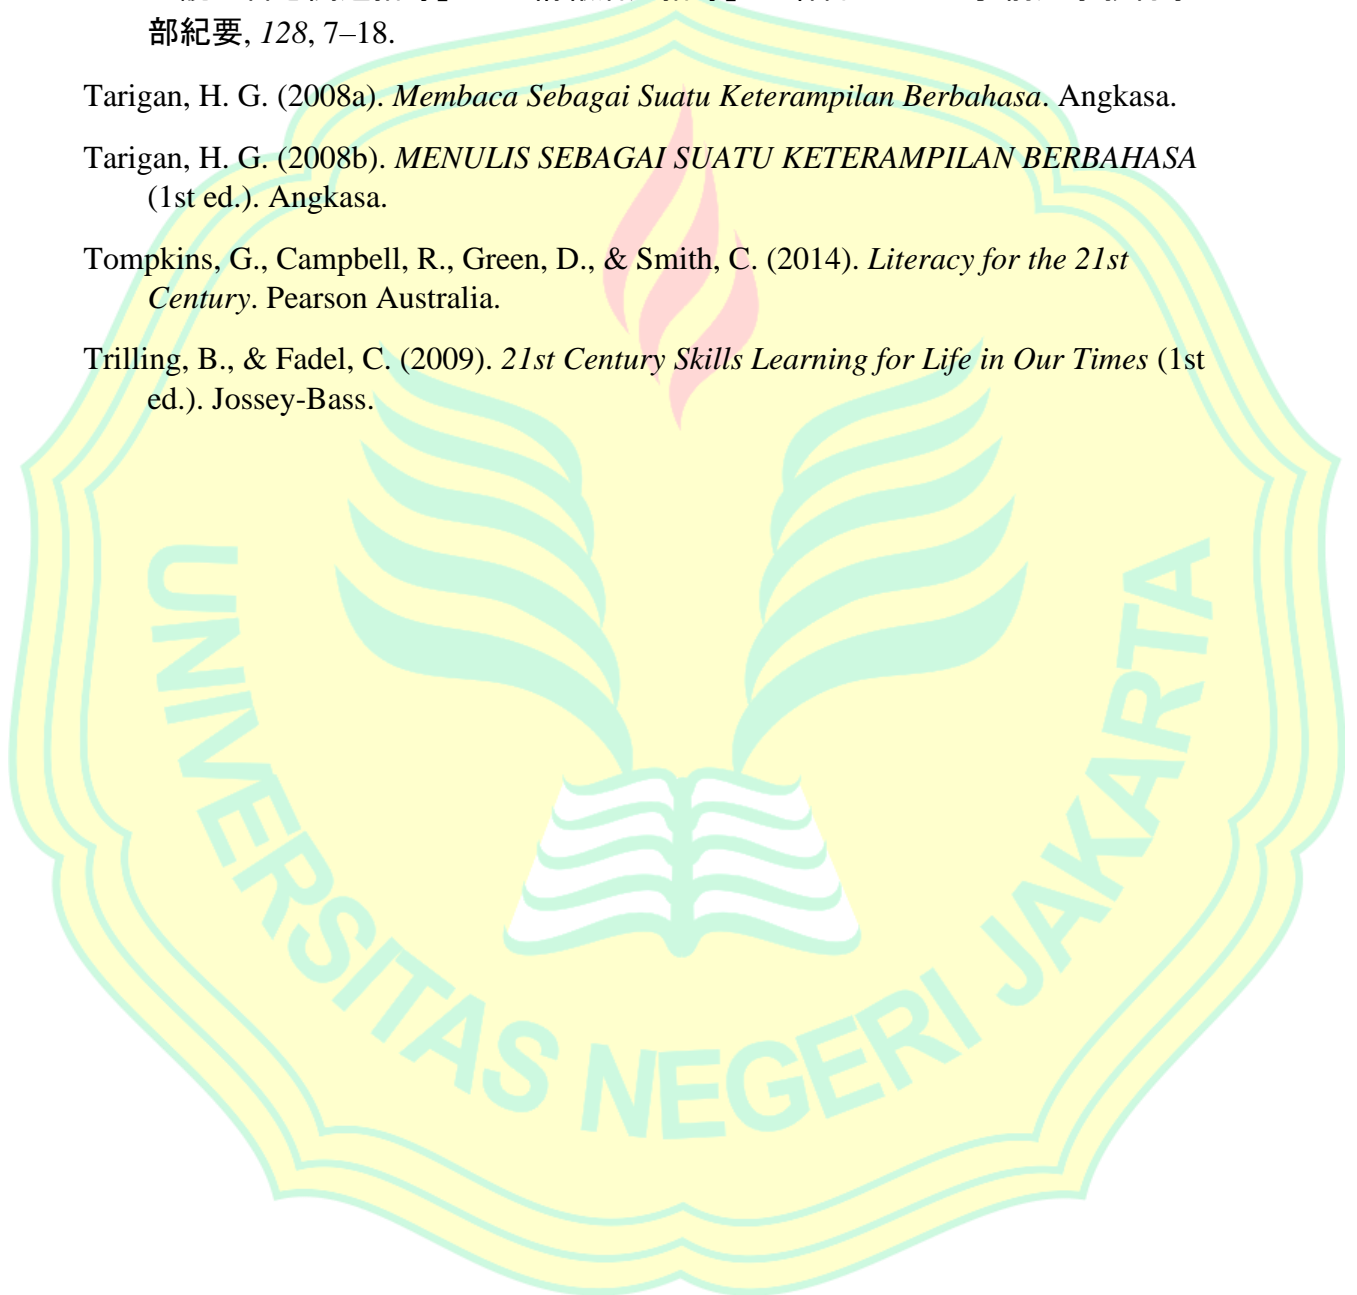 部紀要, 128, 7–18.
Tarigan, H. G. (2008a). Membaca Sebagai Suatu Keterampilan Berbahasa. Angkasa.
Tarigan, H. G. (2008b). MENULIS SEBAGAI SUATU KETERAMPILAN BERBAHASA
(1st ed.). Angkasa.
Tompkins, G., Campbell, R., Green, D., & Smith, C. (2014). Literacy for the 21st
Century. Pearson Australia.
Trilling, B., & Fadel, C. (2009). 21st Century Skills Learning for Life in Our Times (1st
ed.). Jossey-Bass.
UNIVERSITAS NEGERI JAKARTA